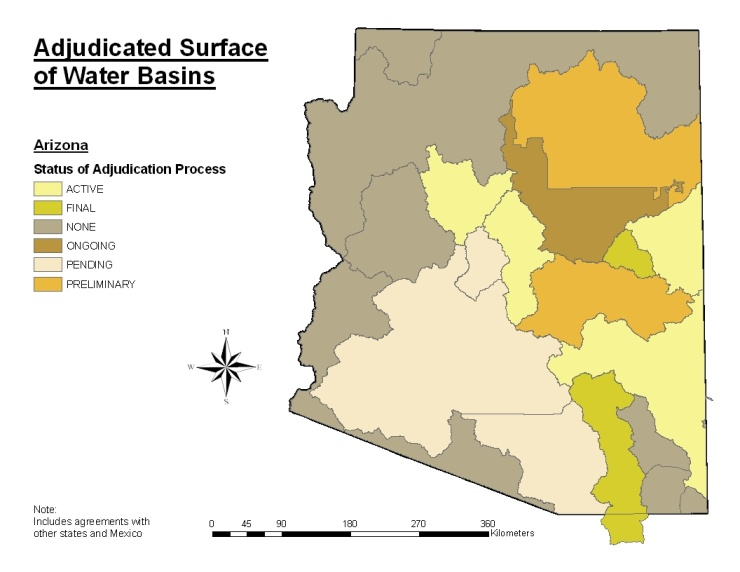 Adjudicated Surface
of Water Basins
Arizona
Status of Adjudication Process
ACTIVE
FINAL
NONE
ONGOING
PENDING
PRELIMINARY
N
W E
S
Note:
Includes agreements with
other states and Mexico
0 45 90 180 270 360
Kilometers